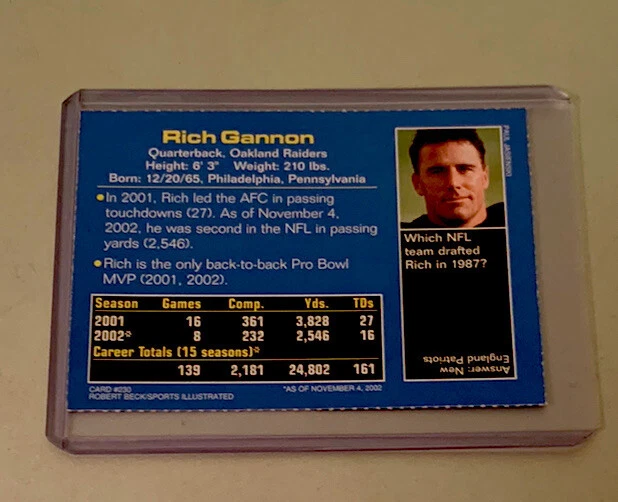 Rich Gannon
Quarterback, Oakland Raiders
Height: 6' 3" Weight: 210 lbs.
Born: 12/20/65, Philadelphia, Pennsylvania
•In 2001, Rich led the AFC in passing
touchdowns (27). As of November 4,
2002, he was second in the NFL in passing
yards (2,546).
•Rich is the only back-to-back Pro Bowl
MVP (2001, 2002).
Season Games Comp. Yds. TDs
2001 16 361 3,828 27
2002* 8 232 2,546 16
Career Totals (15 seasons)*
139 2,181 24,802 161
CARD #230
ROBERT BECK/SPORTS ILLUSTRATED
*AS OF NOVEMBER 4, 2002
PAUL JASIENSKI
Which NFL
team drafted
Rich in 1987?
Answer: New
England Patriots